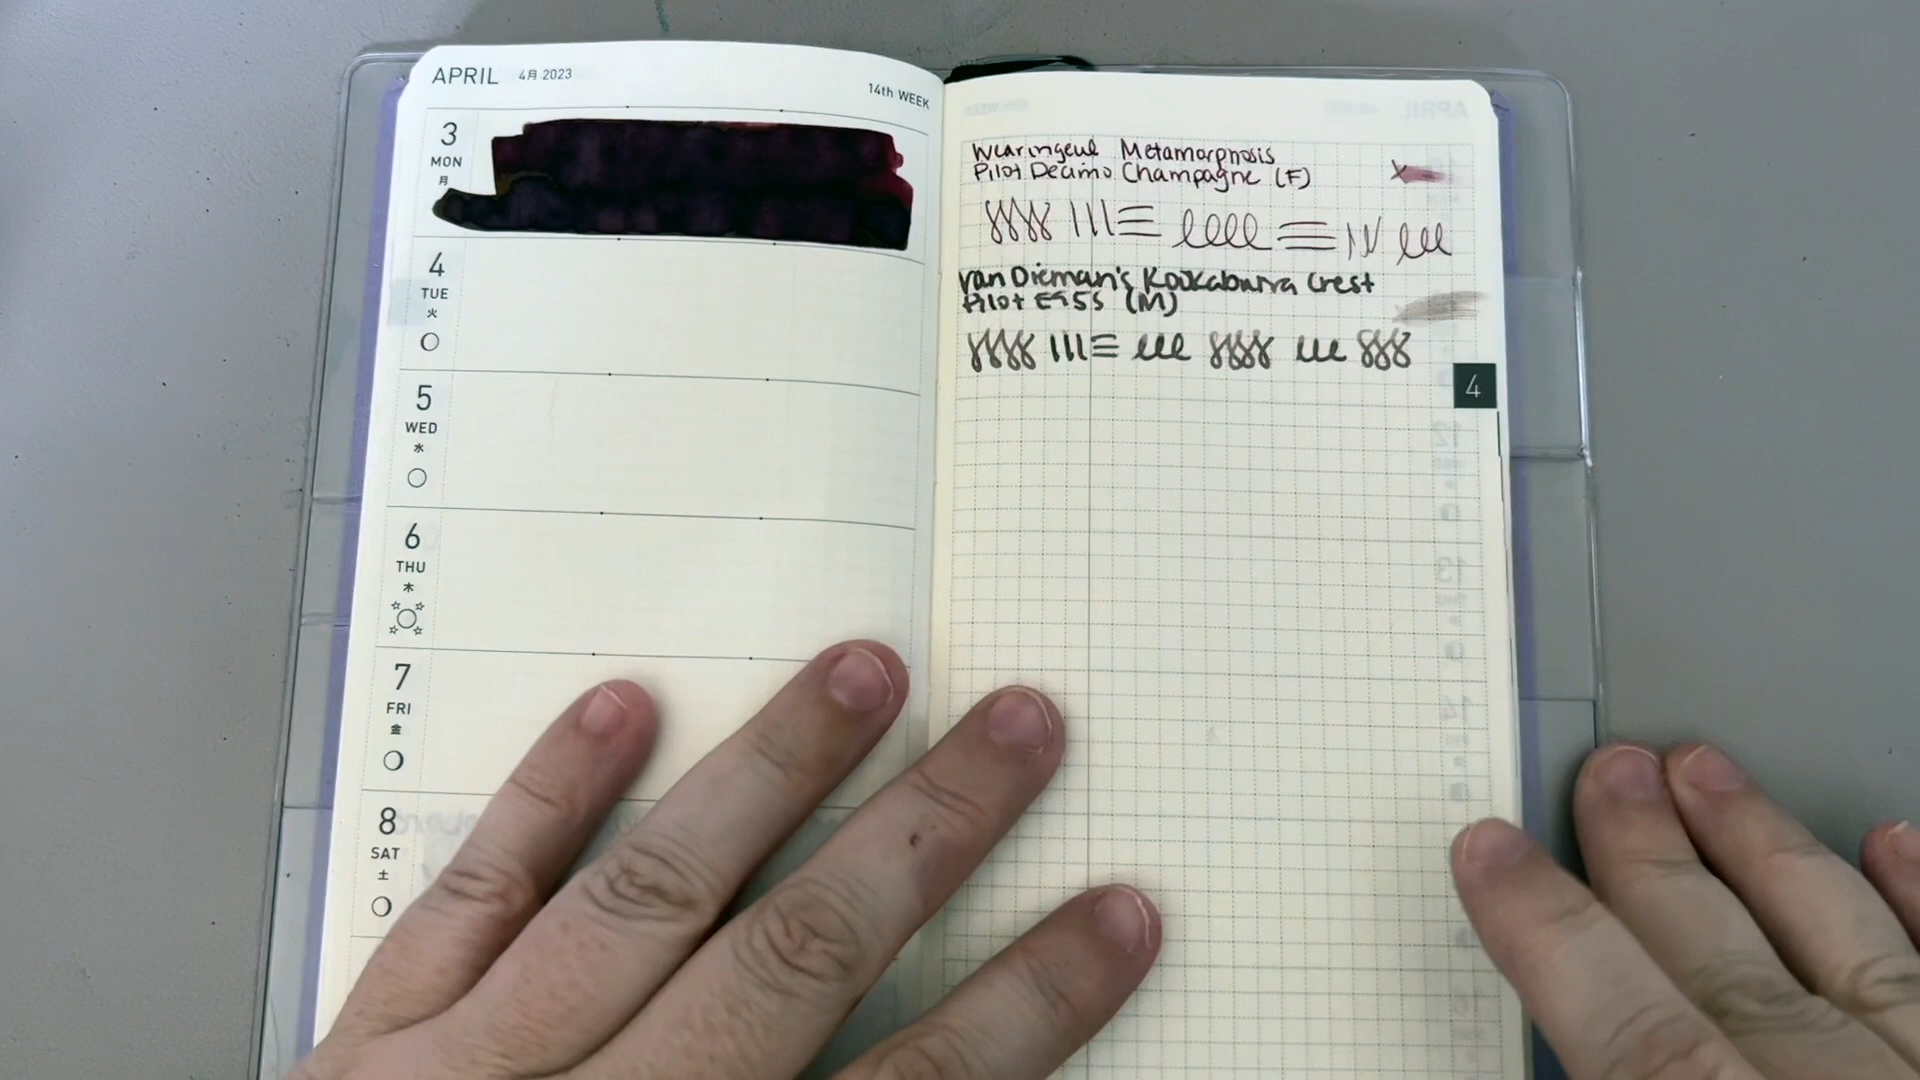 APRIL 4月 2023
14th WEEK
3
MON
月
4
TUE
火
5
WED
水
6
THU
木
7
FRI
金
8
SAT
土
Wearingeul Metamorphosis
Pilot Decimo Champagne (F)
Van Dieman's Kookaburra Crest
Pilot E95s (M)
4